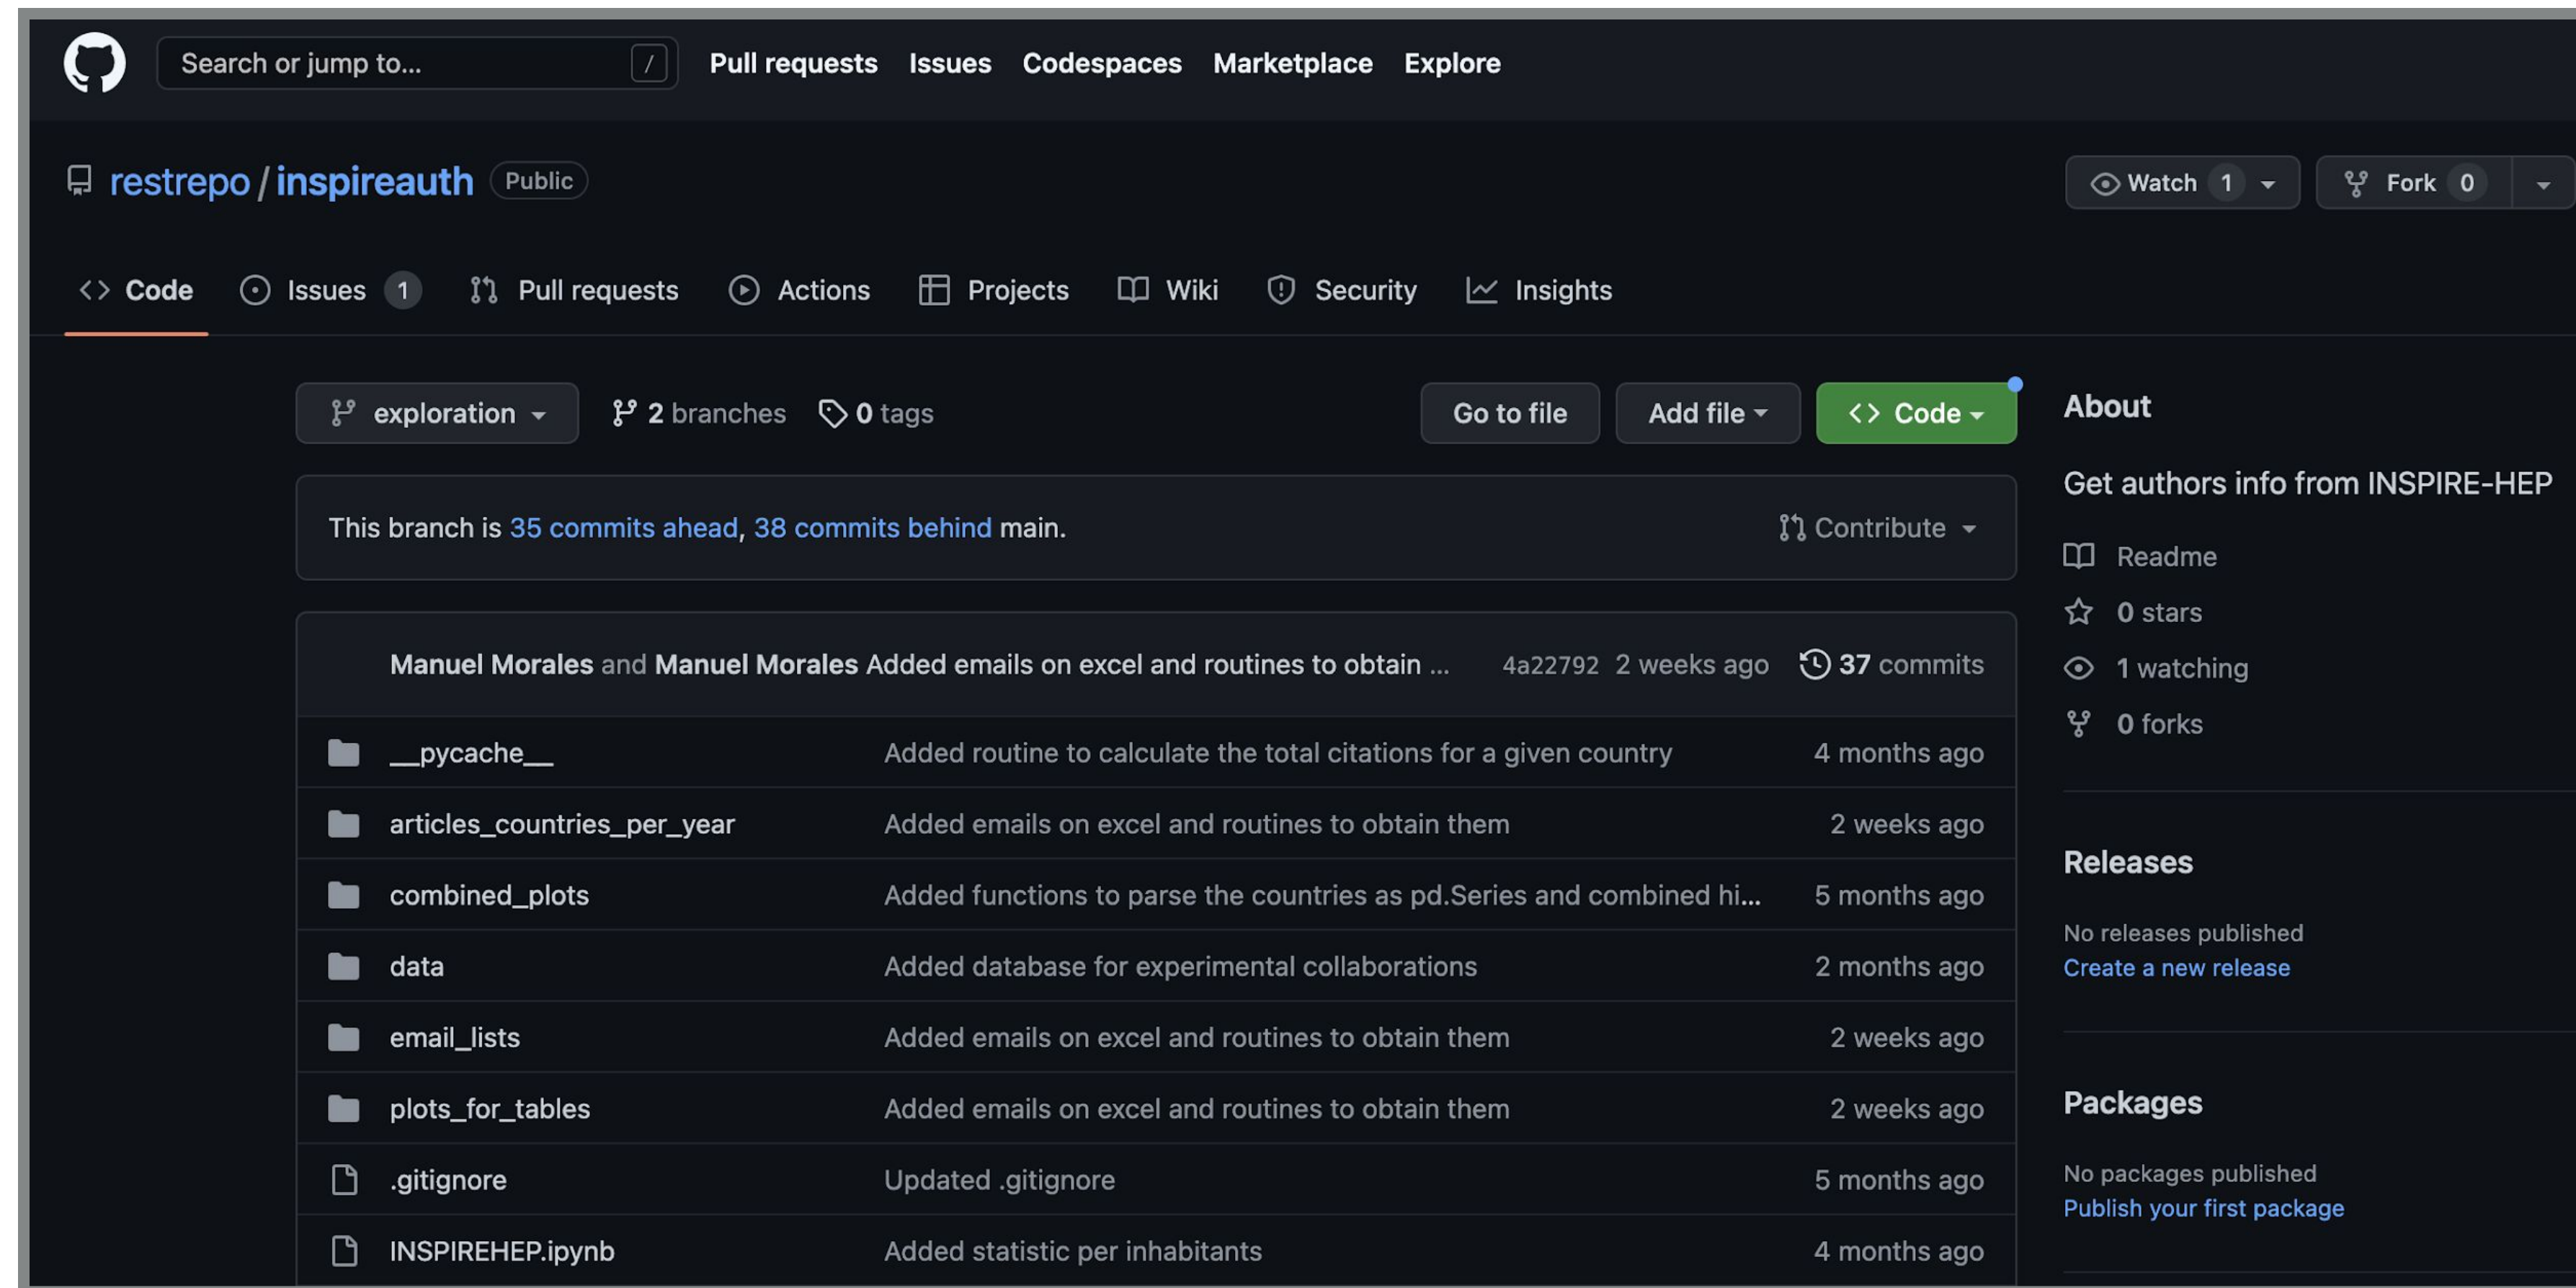 Search or jump to... / Pull requests Issues Codespaces Marketplace Explore
restrepo / inspireauth Public
Watch 1 Fork 0
Code Issues 1 Pull requests Actions Projects Wiki Security Insights
exploration 2 branches 0 tags Go to file Add file Code
This branch is 35 commits ahead, 38 commits behind main. Contribute
Manuel Morales and Manuel Morales Added emails on excel and routines to obtain ... 4a22792 2 weeks ago 37 commits
__pycache__ Added routine to calculate the total citations for a given country 4 months ago
articles_countries_per_year Added emails on excel and routines to obtain them 2 weeks ago
combined_plots Added functions to parse the countries as pd.Series and combined hi... 5 months ago
data Added database for experimental collaborations 2 months ago
email_lists Added emails on excel and routines to obtain them 2 weeks ago
plots_for_tables Added emails on excel and routines to obtain them 2 weeks ago
.gitignore Updated .gitignore 5 months ago
INSPIREHEP.ipynb Added statistic per inhabitants 4 months ago
About
Get authors info from INSPIRE-HEP
Readme
0 stars
1 watching
0 forks
Releases
No releases published
Create a new release
Packages
No packages published
Publish your first package